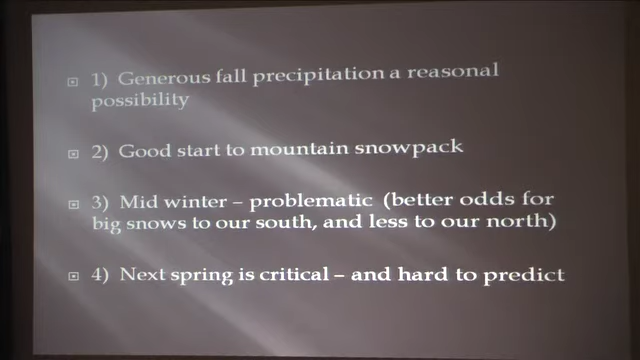 1) Generous fall precipitation a reasonal
possibility
2) Good start to mountain snowpack
3) Mid winter – problematic (better odds for
big snows to our south, and less to our north)
4) Next spring is critical – and hard to predict